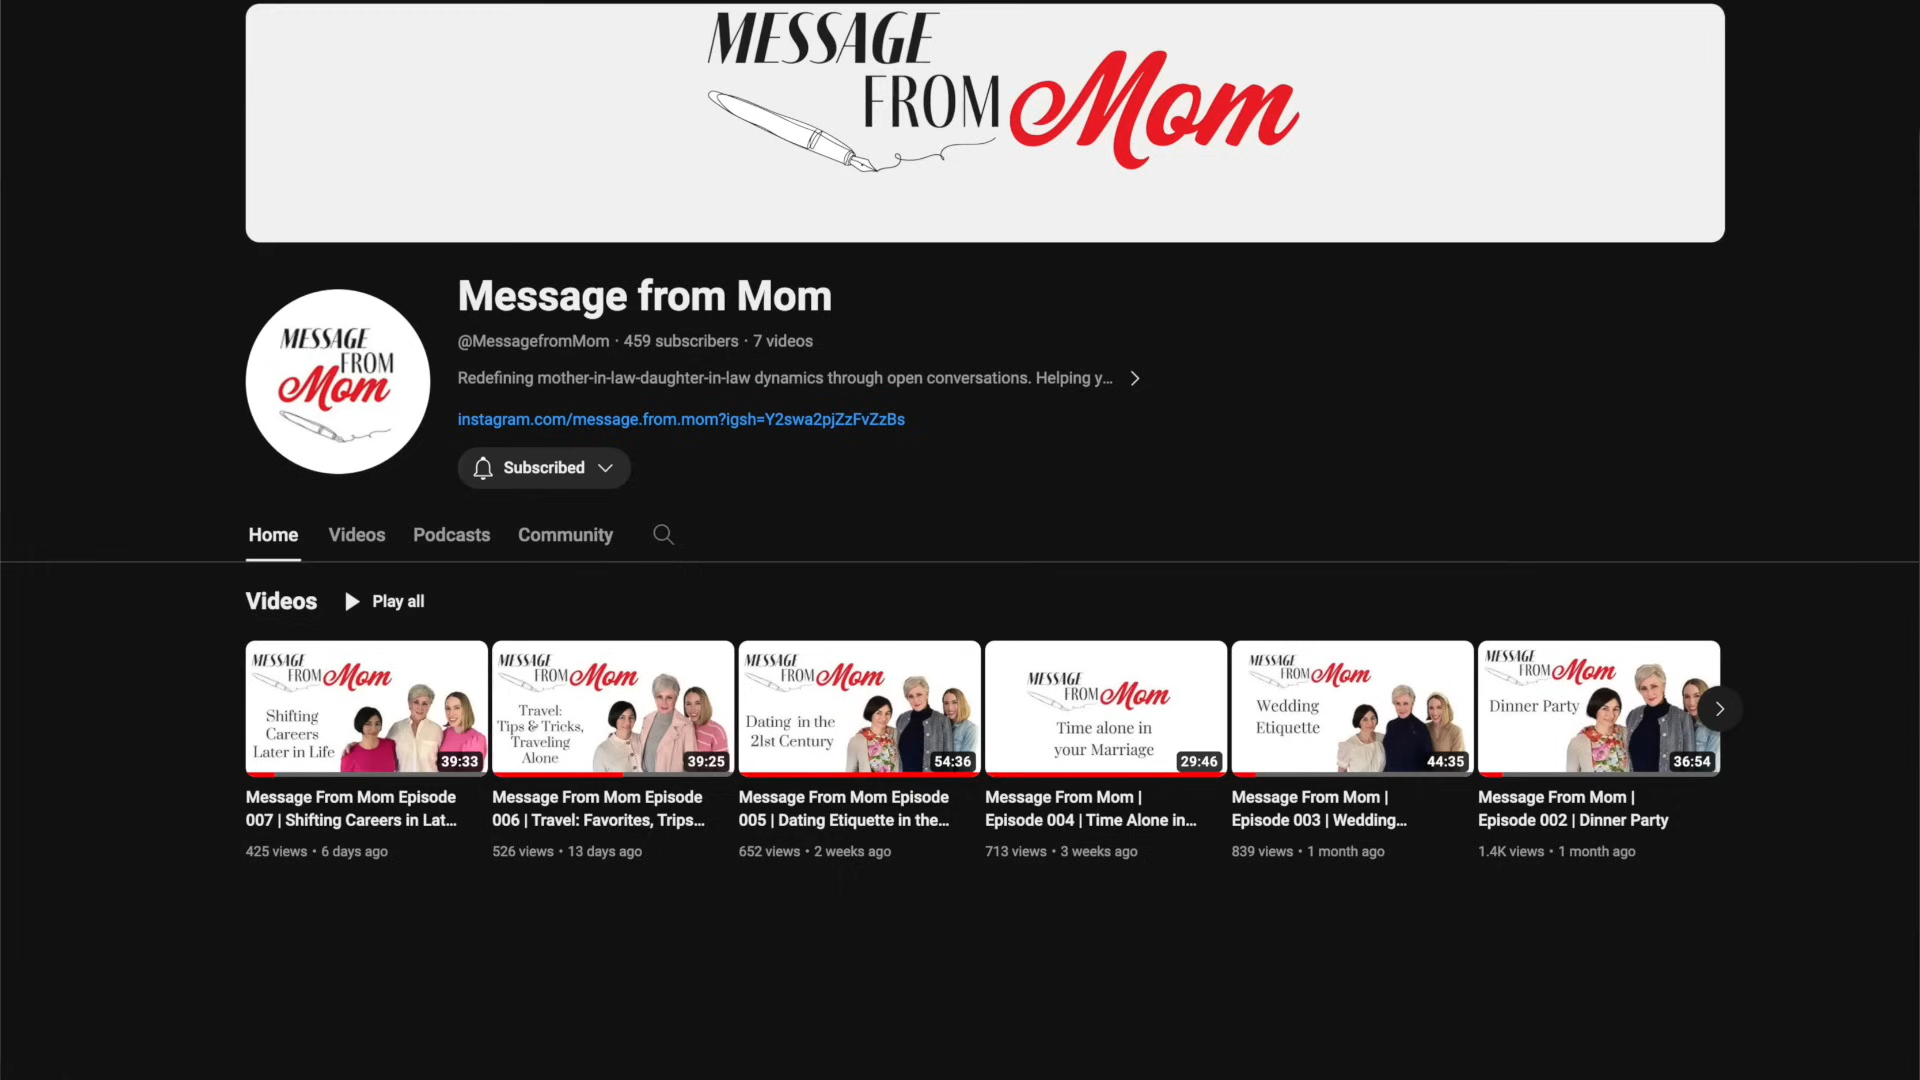 MESSAGE
FROM Mom
MESSAGE
FROM
Mom
Message from Mom
@MessagefromMom · 459 subscribers · 7 videos
Redefining mother-in-law-daughter-in-law dynamics through open conversations. Helping y...
instagram.com/message.from.mom?igsh=Y2swa2pjZzFvZzBs
Subscribed
Home Videos Podcasts Community
Videos Play all
MESSAGE
FROM Mom
Shifting
Careers
Later in Life
39:33
Message From Mom Episode
007 | Shifting Careers in Lat...
425 views • 6 days ago
MESSAGE
FROM Mom
Travel:
Tips & Tricks,
Traveling
Alone
39:25
Message From Mom Episode
006 | Travel: Favorites, Trips...
526 views • 13 days ago
MESSAGE
FROM Mom
Dating in the
21st Century
54:36
Message From Mom Episode
005 | Dating Etiquette in the...
652 views • 2 weeks ago
MESSAGE
FROM Mom
Time alone in
your Marriage
29:46
Message From Mom |
Episode 004 | Time Alone in...
713 views • 3 weeks ago
MESSAGE
FROM Mom
Wedding
Etiquette
44:35
Message From Mom |
Episode 003 | Wedding...
839 views • 1 month ago
MESSAGE
FROM Mom
Dinner Party
36:54
Message From Mom |
Episode 002 | Dinner Party
1.4K views • 1 month ago